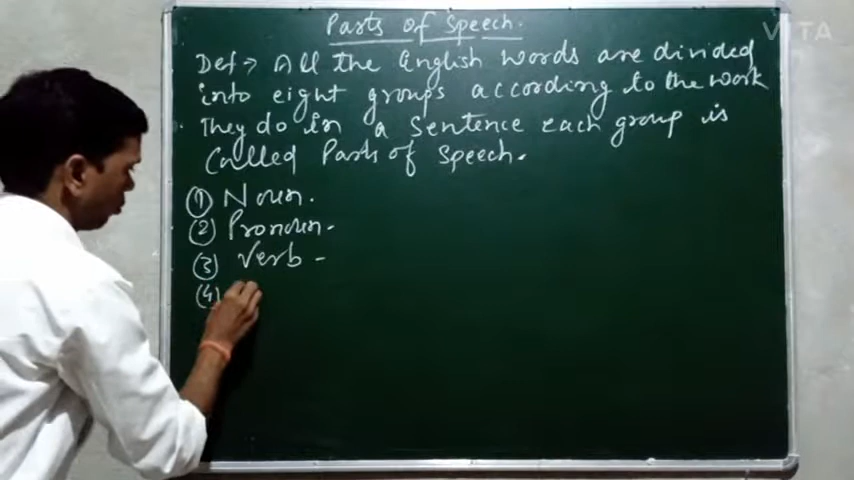 VITA
Parts of Speech.
Def → All the English words are divided
into eight groups according to the work
They do in a sentence each group is
Called Parts of Speech.
(1) Noun.
(2) Pronoun.
(3) Verb -
(4)